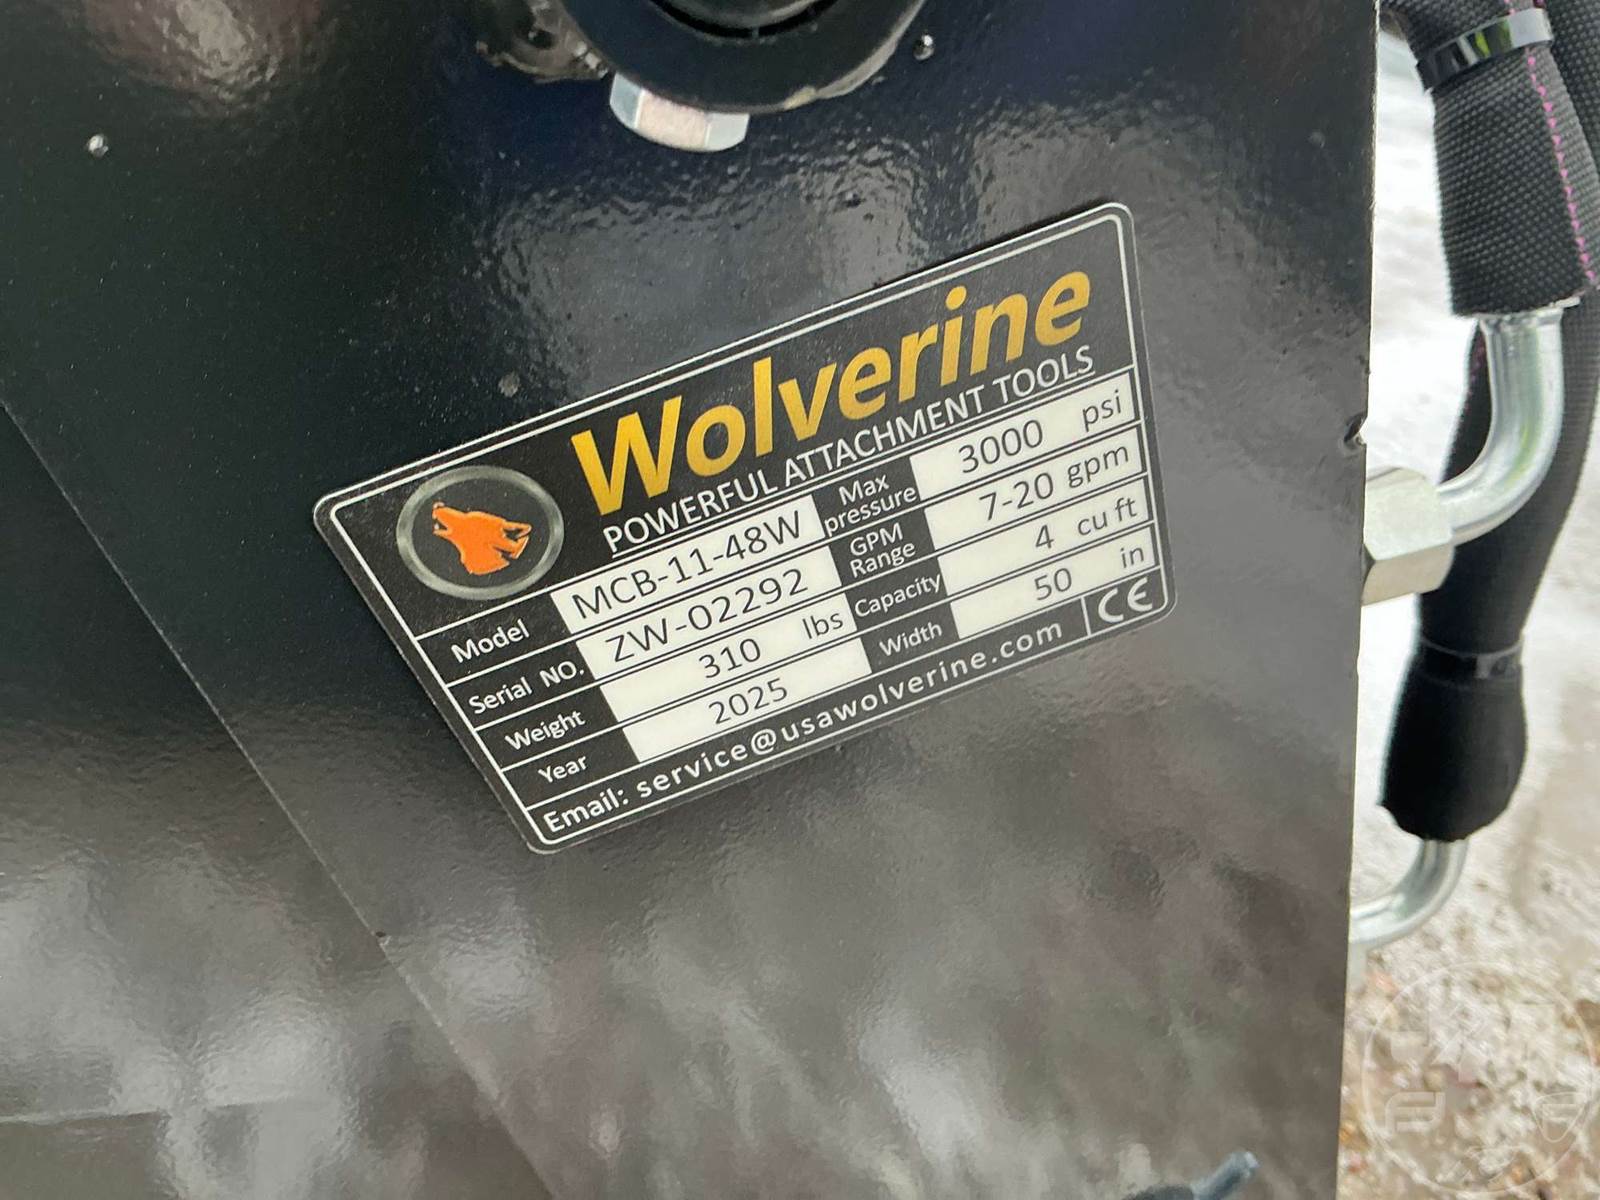 Wolverine
POWERFUL ATTACHMENT TOOLS
Model MCB-11-48W Max pressure 3000 psi
Serial NO. ZW-02292 GPM Range 7-20 gpm
Weight 310 lbs Capacity 4 cu ft
Year 2025 Width 50 in
Email: service@usawolverine.com CE